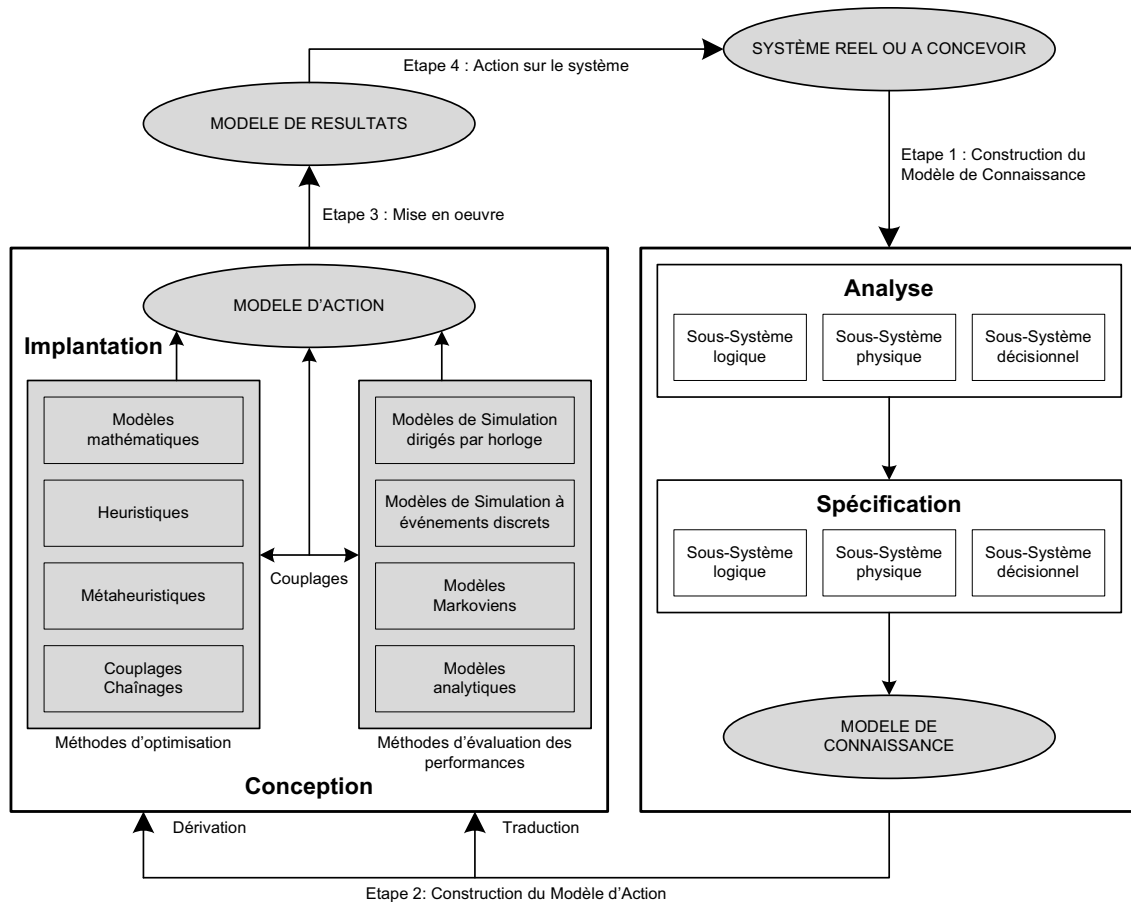 SYSTÈME REEL OU A CONCEVOIR
Etape 4 : Action sur le système
MODELE DE RESULTATS
Etape 1 : Construction du
Modèle de Connaissance
Etape 3 : Mise en oeuvre
MODELE D'ACTION
Implantation
Modèles
mathématiques
Heuristiques
Métaheuristiques
Couplages
Chaînages
Méthodes d'optimisation
Couplages
Modèles de Simulation
dirigés par horloge
Modèles de Simulation à
événements discrets
Modèles
Markoviens
Modèles
analytiques
Méthodes d'évaluation des
performances
Conception
Analyse
Sous-Système
logique
Sous-Système
physique
Sous-Système
décisionnel
Spécification
Sous-Système
logique
Sous-Système
physique
Sous-Système
décisionnel
MODELE DE
CONNAISSANCE
Dérivation
Traduction
Etape 2: Construction du Modèle d'Action